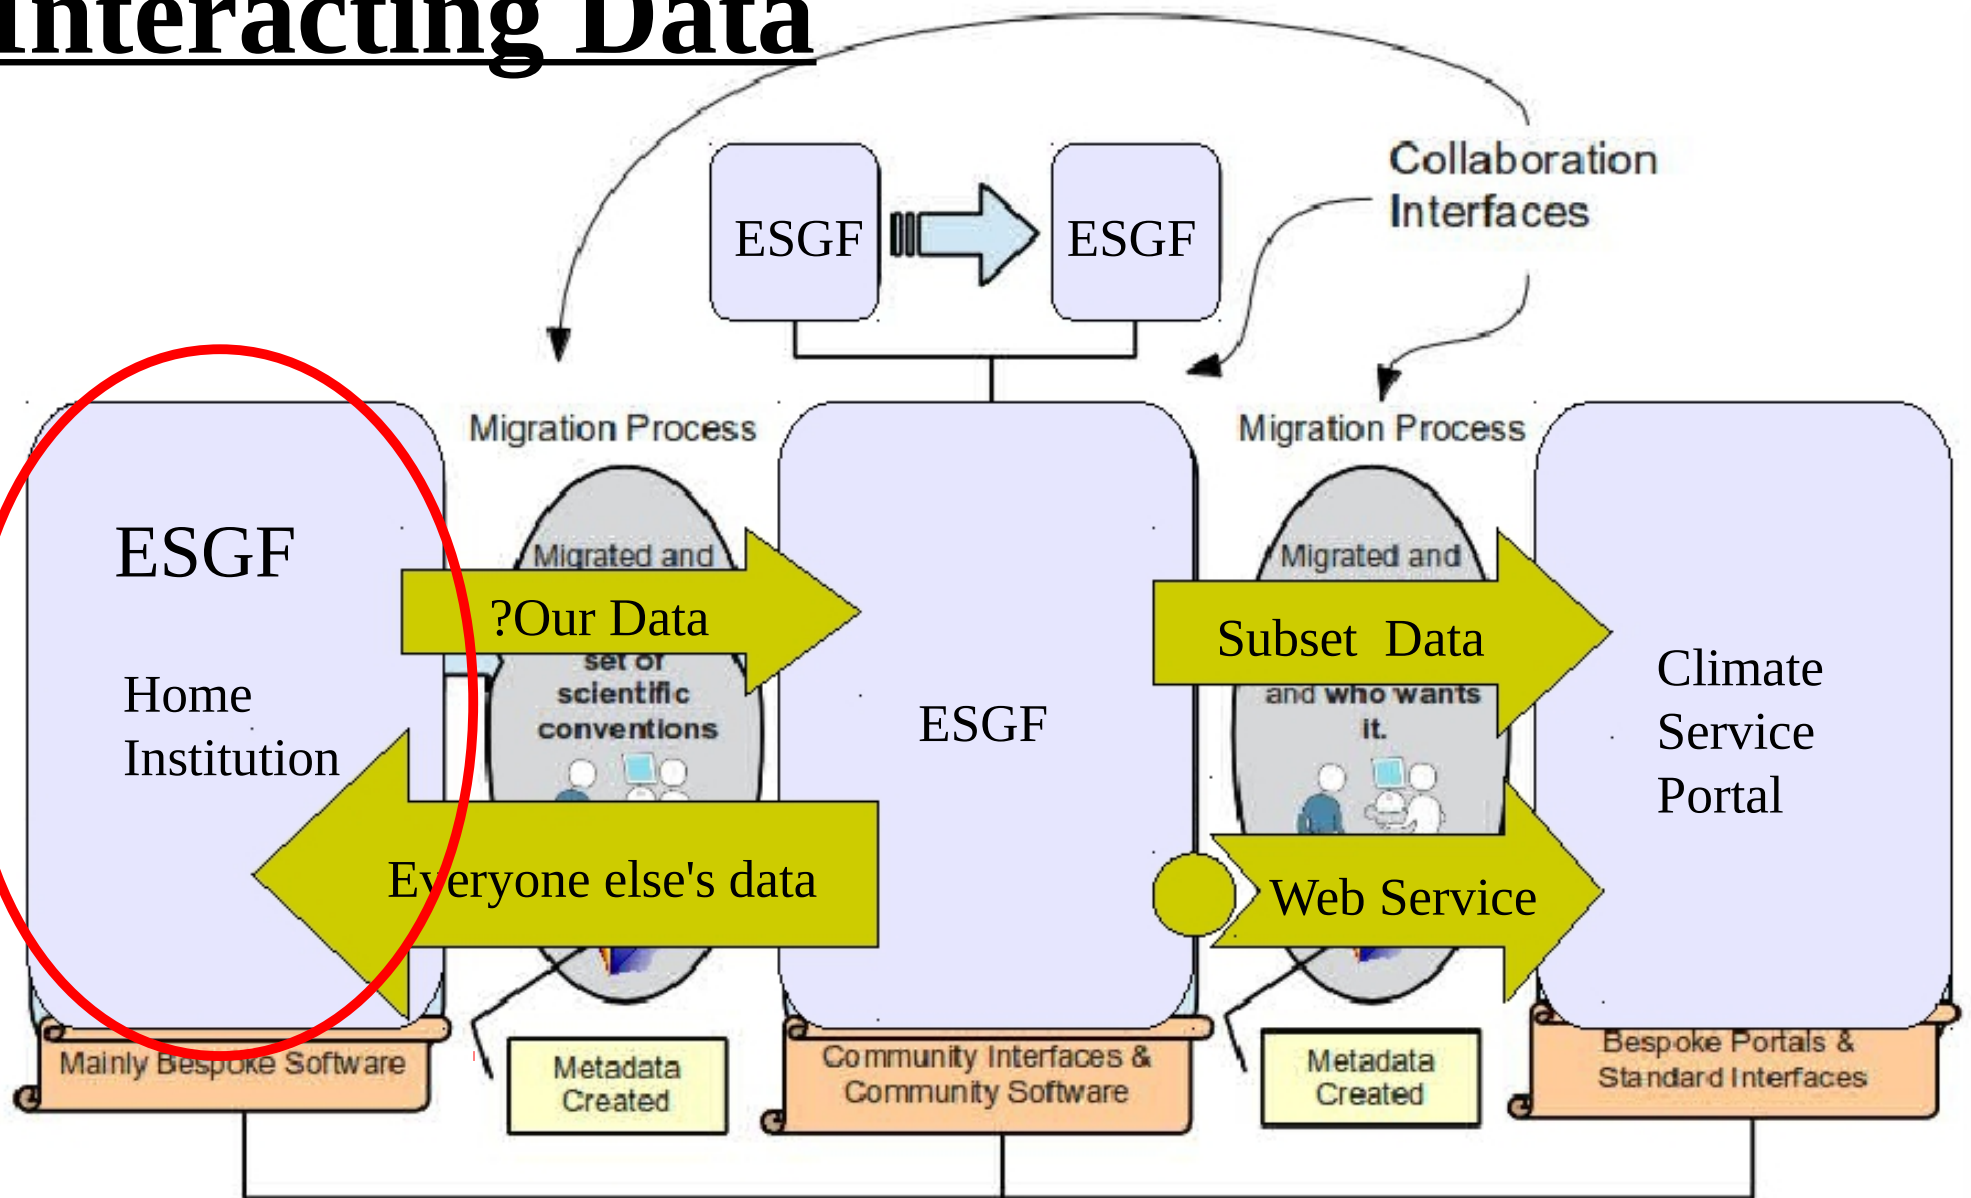 Interacting Data
Collaboration
Interfaces
ESGF
ESGF
Migration Process
Migration Process
ESGF
Home
Institution
Migrated and
?Our Data
set of
scientific
conventions
Everyone else's data
ESGF
Migrated and
Subset Data
and who wants
it.
Web Service
Climate
Service
Portal
Mainly Bespoke Software
Metadata
Created
Community Interfaces &
Community Software
Metadata
Created
Bespoke Portals &
Standard Interfaces